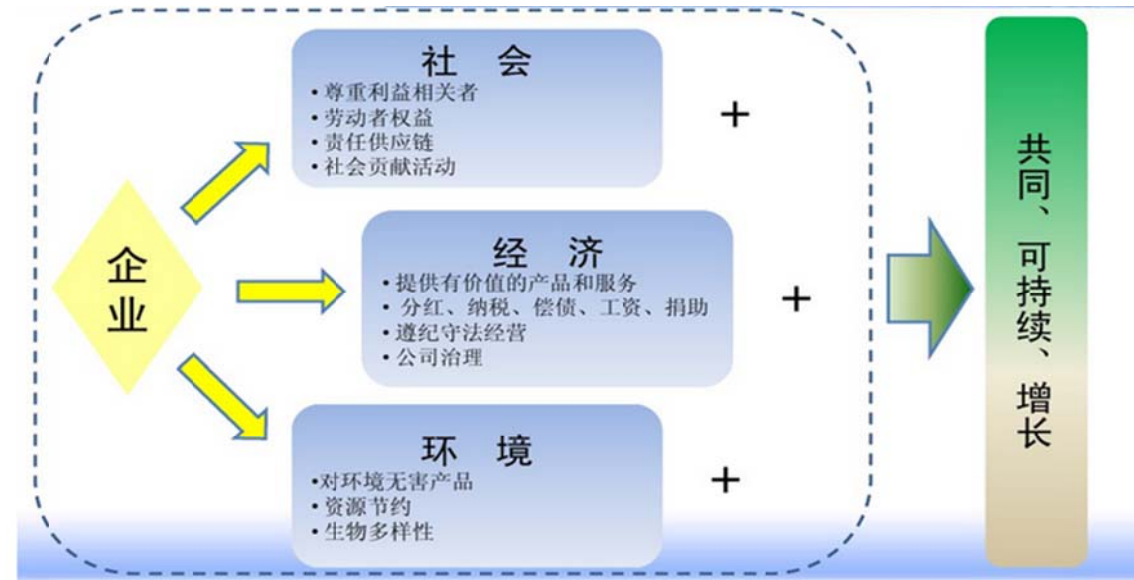 企业
社 会
• 尊重利益相关者
• 劳动者权益
• 责任供应链
• 社会贡献活动
+
经 济
• 提供有价值的产品和服务
• 分红、纳税、偿债、工资、捐助
• 遵纪守法经营
• 公司治理
+
环 境
•对环境无害产品
• 资源节约
• 生物多样性
+
共同、可持续、增长